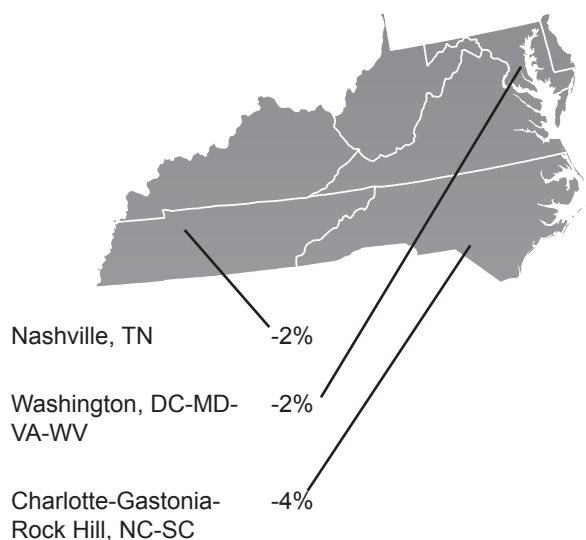 Nashville, TN -2%
Washington, DC-MD- -2%
VA-WV
Charlotte-Gastonia- -4%
Rock Hill, NC-SC